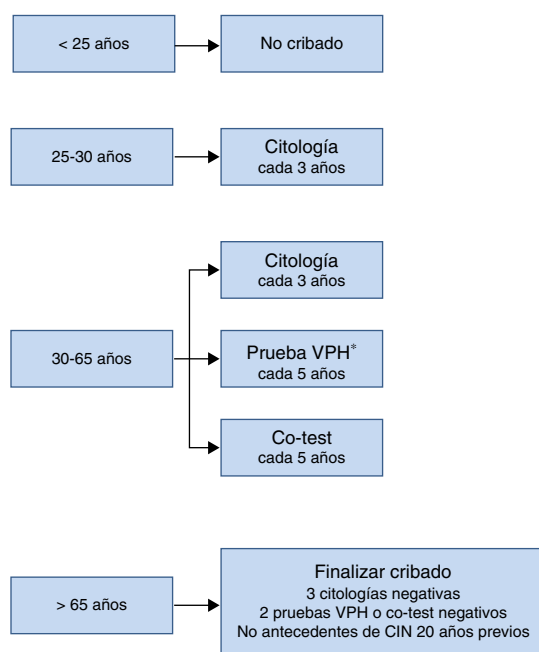 < 25 años
No cribado
25-30 años
Citología
cada 3 años
30-65 años
Citología
cada 3 años
Prueba VPH*
cada 5 años
Co-test
cada 5 años
> 65 años
Finalizar cribado
3 citologías negativas
2 pruebas VPH o co-test negativos
No antecedentes de CIN 20 años previos